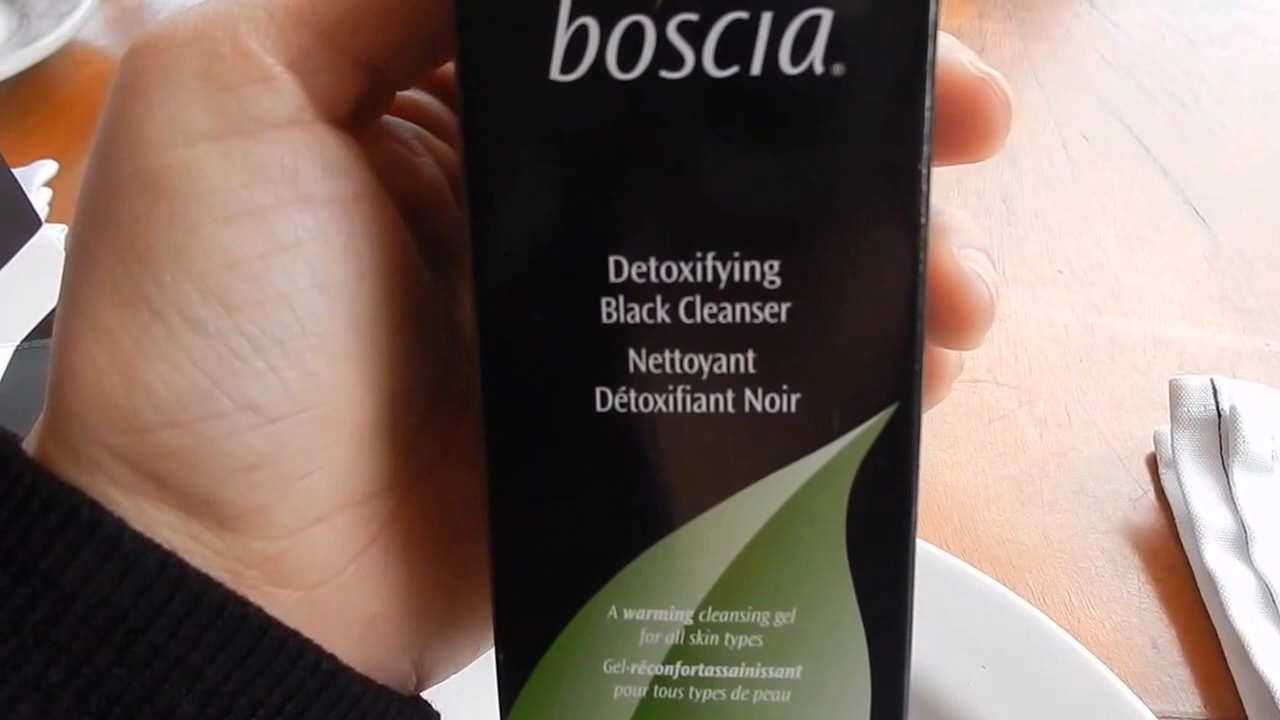 boscia®
Detoxifying
Black Cleanser
Nettoyant
Détoxifiant Noir
A warming cleansing gel
for all skin types
Gel-réconfortassainissant
pour tous types de peau